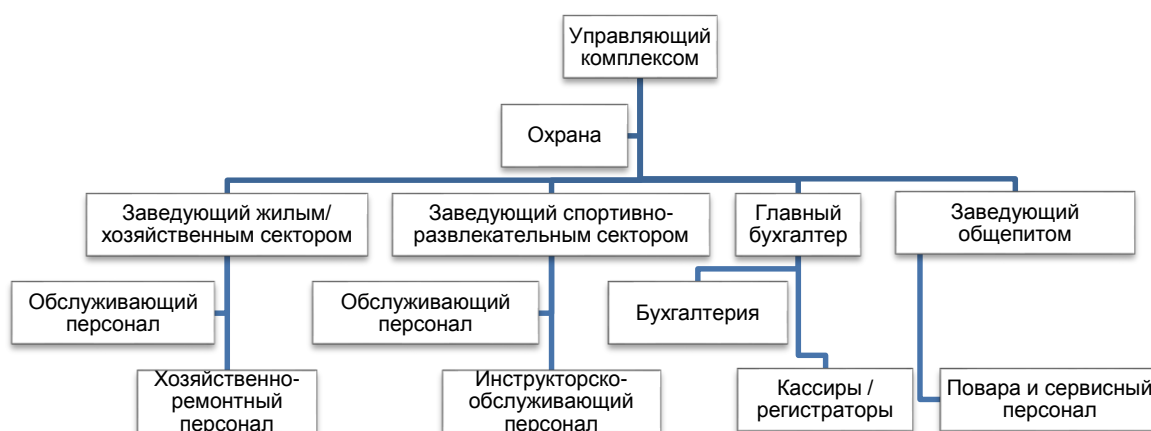 Управляющий
комплексом
Охрана
Заведующий жилым/
хозяйственным сектором
Заведующий спортивно-
развлекательным сектором
Главный
бухгалтер
Заведующий
общепитом
Обслуживающий
персонал
Обслуживающий
персонал
Бухгалтерия
Хозяйственно-
ремонтный
персонал
Инструкторско-
обслуживающий
персонал
Кассиры /
регистраторы
Повара и сервисный
персонал